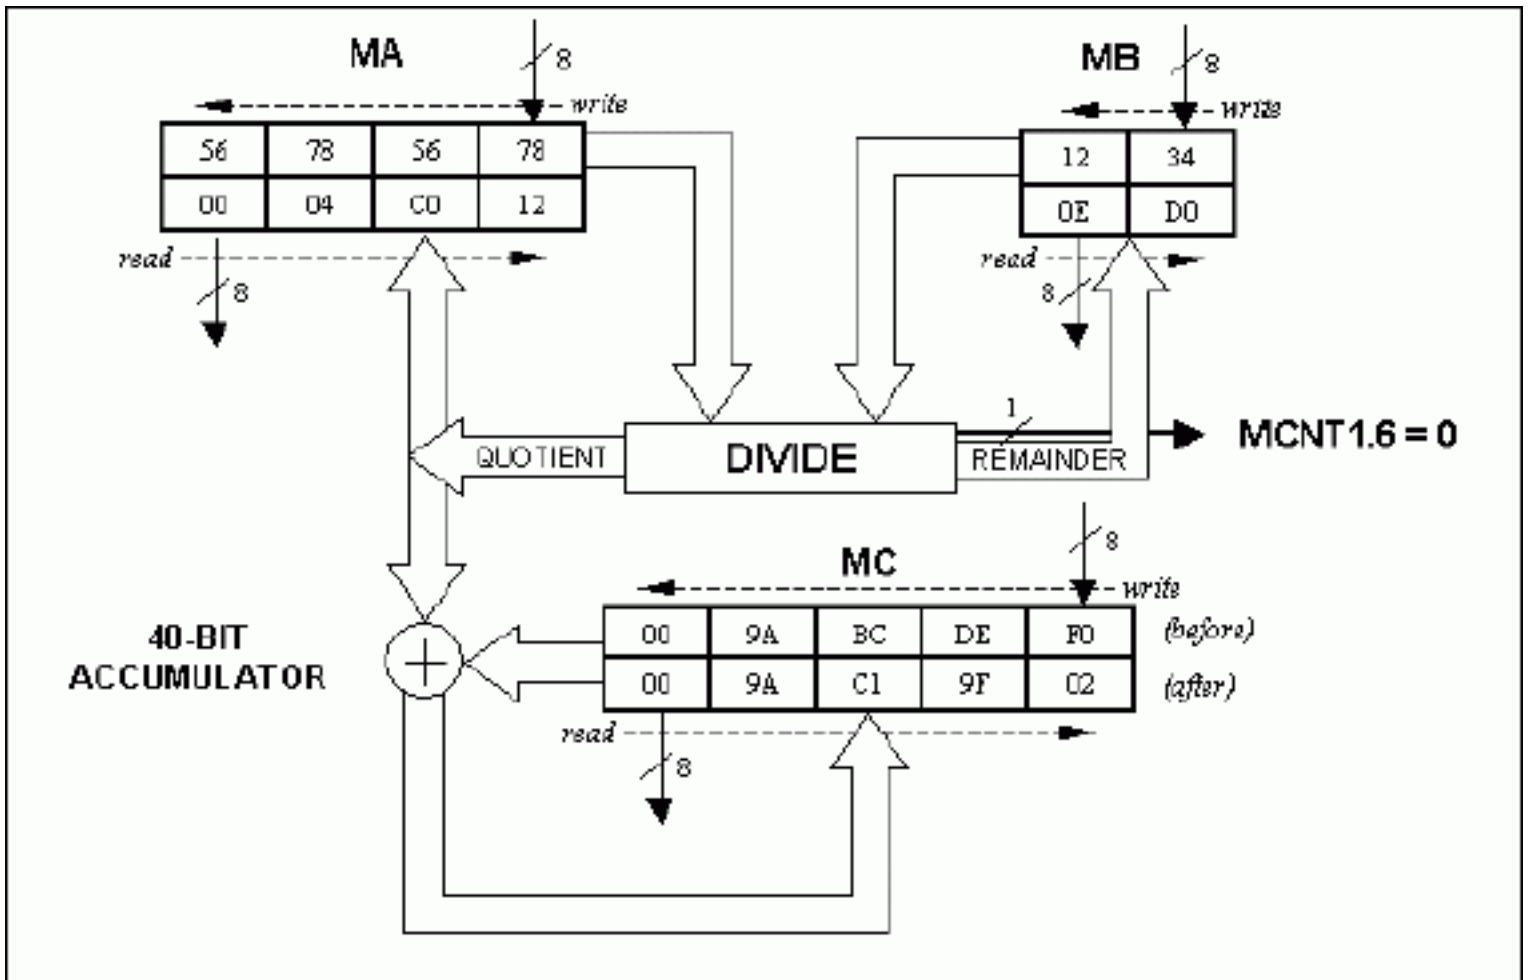 MA
8
MB
8
write
write
56 78 56 78
12 34
00 04 C0 12
0E D0
read
read
8
8
1
MCNT1.6 = 0
QUOTIENT
DIVIDE
REMAINDER
8
MC
write
40-BIT
ACCUMULATOR
00 9A BC DE F0
(before)
00 9A C1 9F 02
(after)
read
8